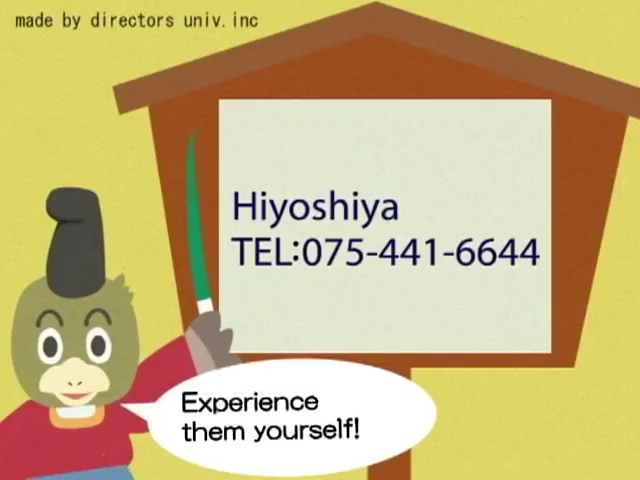 made by directors univ.inc
Hiyoshiya
TEL:075-441-6644
Experience
them yourself!